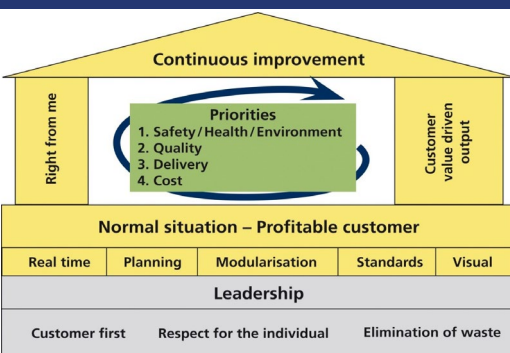 Continuous improvement
Right from me
Priorities
1. Safety/Health/Environment
2. Quality
3. Delivery
4. Cost
Customer
value driven
output
Normal situation – Profitable customer
Real time Planning Modularisation Standards Visual
Leadership
Customer first Respect for the individual Elimination of waste